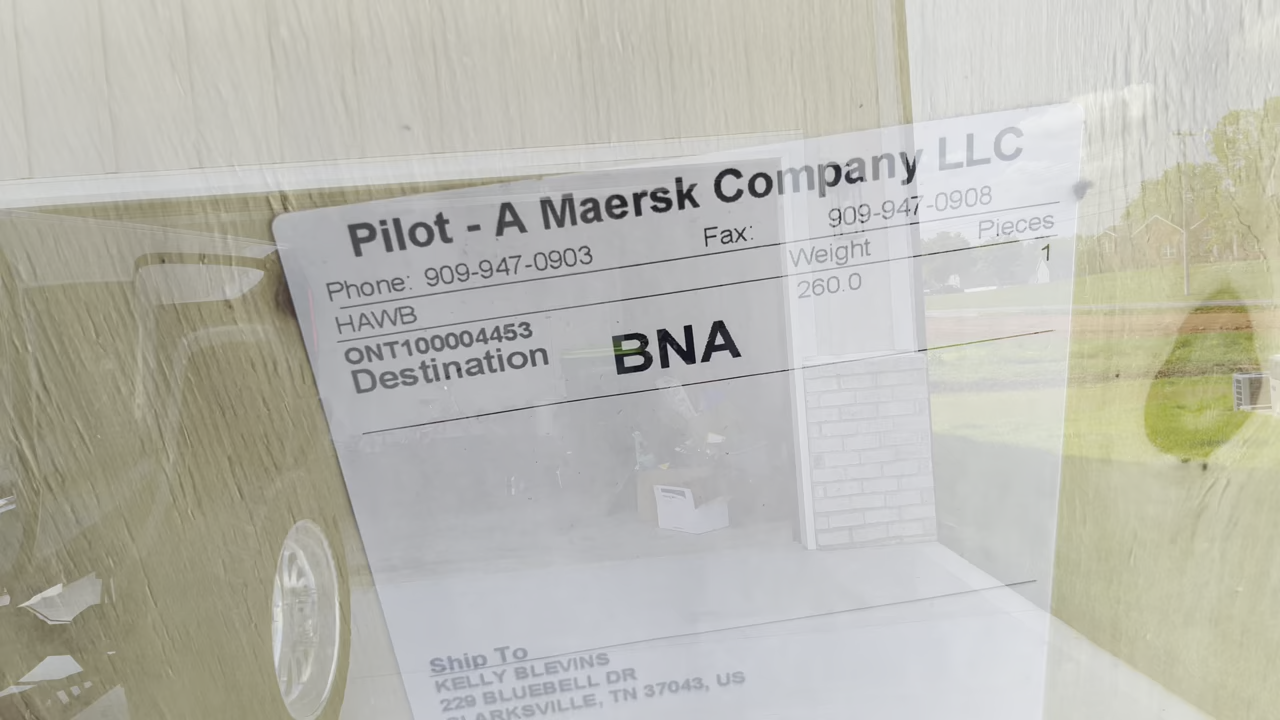 Pilot - A Maersk Company LLC
Phone: 909-947-0903 Fax: 909-947-0908
HAWB Weight Pieces
ONT100004453 260.0 1
Destination BNA
Ship To
KELLY BLEVINS
229 BLUEBELL DR
CLARKSVILLE, TN 37043, US